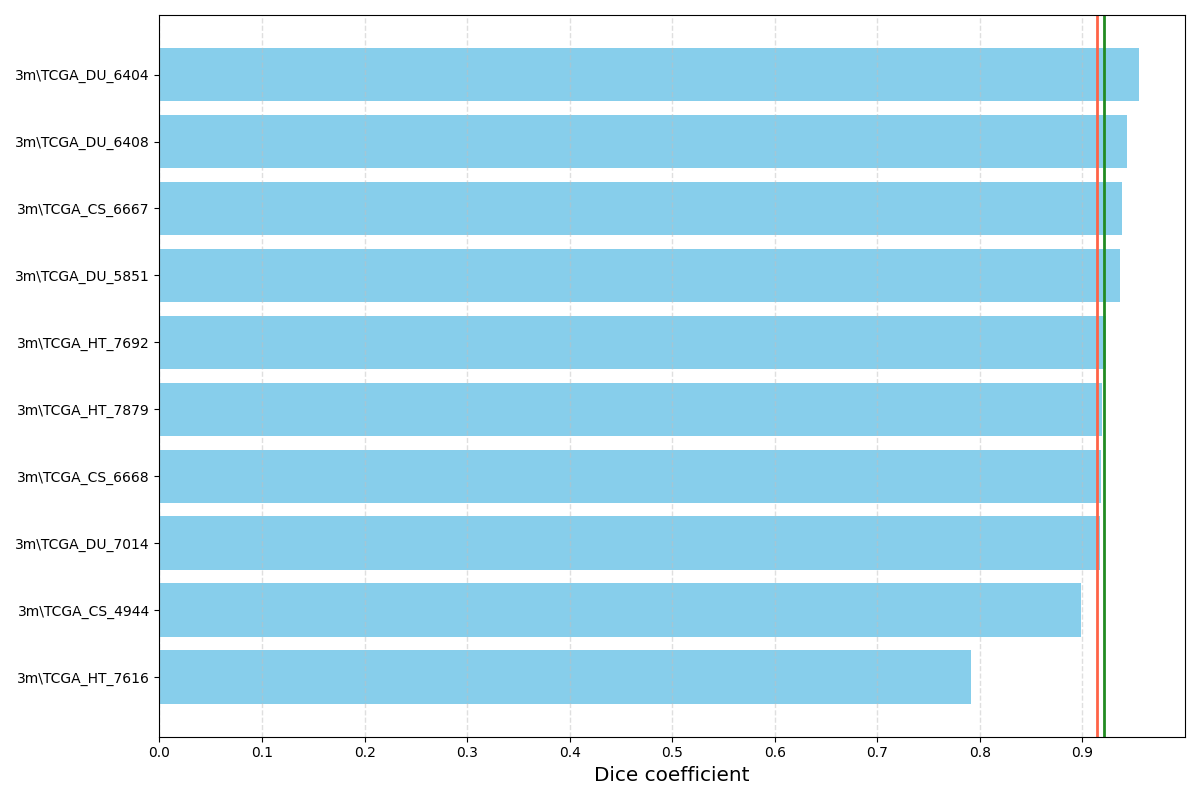 3m\TCGA_DU_6404
3m\TCGA_DU_6408
3m\TCGA_CS_6667
3m\TCGA_DU_5851
3m\TCGA_HT_7692
3m\TCGA_HT_7879
3m\TCGA_CS_6668
3m\TCGA_DU_7014
3m\TCGA_CS_4944
3m\TCGA_HT_7616
0.0 0.1 0.2 0.3 0.4 0.5 0.6 0.7 0.8 0.9
Dice coefficient